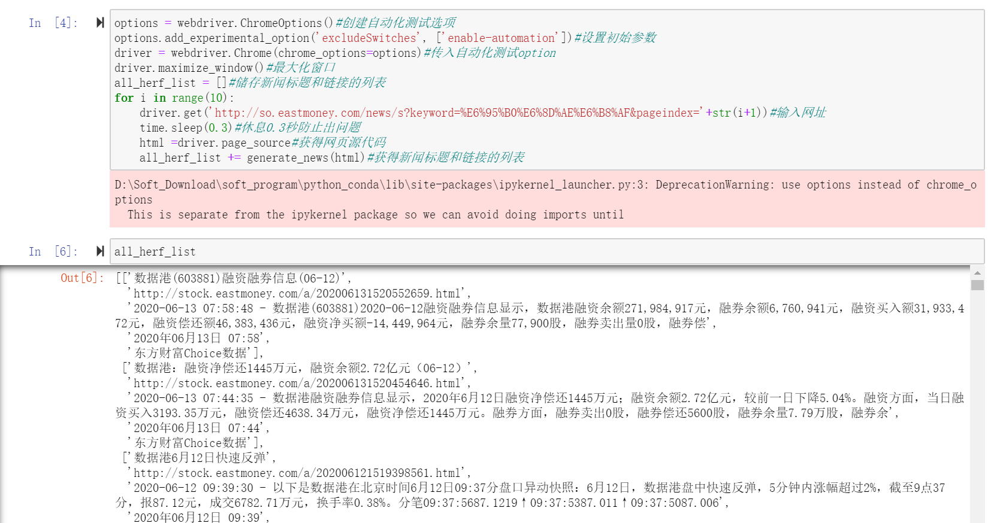 In [4]:
options = webdriver.ChromeOptions()#创建自动化测试选项
options.add_experimental_option('excludeSwitches', ['enable-automation'])#设置初始参数
driver = webdriver.Chrome(chrome_options=options)#传入自动化测试option
driver.maximize_window()#最大化窗口
all_herf_list = []#储存新闻标题和链接的列表
for i in range(10):
    driver.get('http://so.eastmoney.com/news/s?keyword=%E6%95%B0%E6%8D%AE%E6%B8%AF&pageindex='+str(i+1))#输入网址
    time.sleep(0.3)#休息0.3秒防止出问题
    html =driver.page_source#获得网页源代码
    all_herf_list += generate_news(html)#获得新闻标题和链接的列表
D:\Soft_Download\soft_program\python_conda\lib\site-packages\ipykernel_launcher.py:3: DeprecationWarning: use options instead of chrome_o
ptions
  This is separate from the ipykernel package so we can avoid doing imports until
In [6]:
all_herf_list
Out[6]:
[['数据港(603881)融资融券信息(06-12)',
  'http://stock.eastmoney.com/a/202006131520552659.html',
  '2020-06-13 07:58:48 - 数据港(603881)2020-06-12融资融券信息显示，数据港融资余额271,984,917元，融券余额6,760,941元，融资买入额31,933,4
72元，融资偿还额46,383,436元，融资净买额-14,449,964元，融券余量77,900股，融券卖出量0股，融券偿',
  '2020年06月13日 07:58',
  '东方财富Choice数据'],
 ['数据港：融资净偿还1445万元，融资余额2.72亿元（06-12）',
  'http://stock.eastmoney.com/a/202006131520454646.html',
  '2020-06-13 07:44:35 - 数据港融资融券信息显示，2020年6月12日融资净偿还1445万元；融资余额2.72亿元，较前一日下降5.04%。融资方面，当日融
资买入3193.35万元，融资偿还4638.34万元，融资净偿还1445万元。融券方面，融券卖出0股，融券偿还5600股，融券余量7.79万股，融券余',
  '2020年06月13日 07:44',
  '东方财富Choice数据'],
 ['数据港6月12日快速反弹',
  'http://stock.eastmoney.com/a/202006121519398561.html',
  '2020-06-12 09:39:30 - 以下是数据港在北京时间6月12日09:37分盘口异动快照：6月12日，数据港盘中快速反弹，5分钟内涨幅超过2%，截至9点37
分，报87.12元，成交6782.71万元，换手率0.38%。分笔09:37:5687.1219↑09:37:5387.011↑09:37:5087.006',
  '2020年06月12日 09:39',